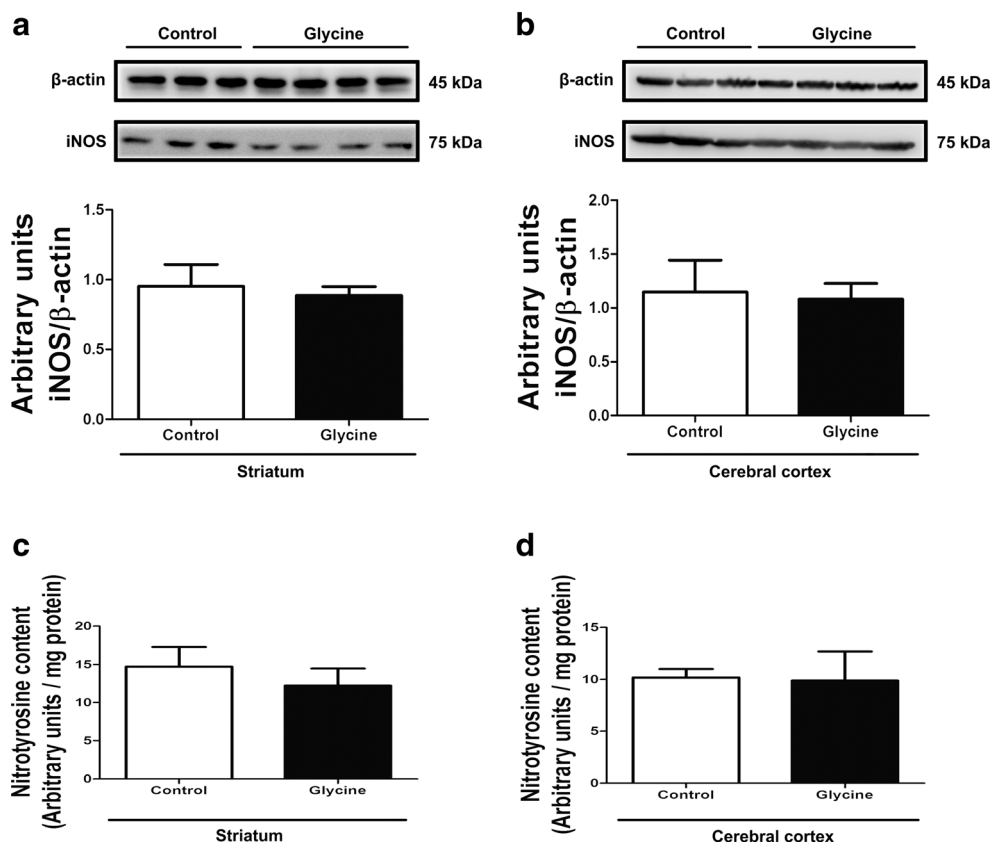 a
Control Glycine
β-actin 45 kDa
iNOS 75 kDa
Arbitrary units
iNOS/β-actin
1.5
1.0
0.5
0.0
Control Glycine
Striatum
b
Control Glycine
β-actin 45 kDa
iNOS 75 kDa
Arbitrary units
iNOS/β-actin
2.0
1.5
1.0
0.5
0.0
Control Glycine
Cerebral cortex
c
Nitrotyrosine content
(Arbitrary units / mg protein)
20
15
10
5
0
Control Glycine
Striatum
d
Nitrotyrosine content
(Arbitrary units / mg protein)
15
10
5
0
Control Glycine
Cerebral cortex